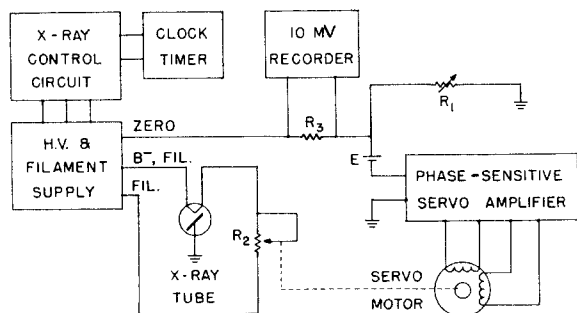 X-RAY
CONTROL
CIRCUIT
CLOCK
TIMER
10 MV
RECORDER
R1
ZERO
R3
H.V. &
FILAMENT
SUPPLY
B⁻, FIL.
FIL.
E
PHASE-SENSITIVE
SERVO AMPLIFIER
R2
X-RAY
TUBE
SERVO
MOTOR